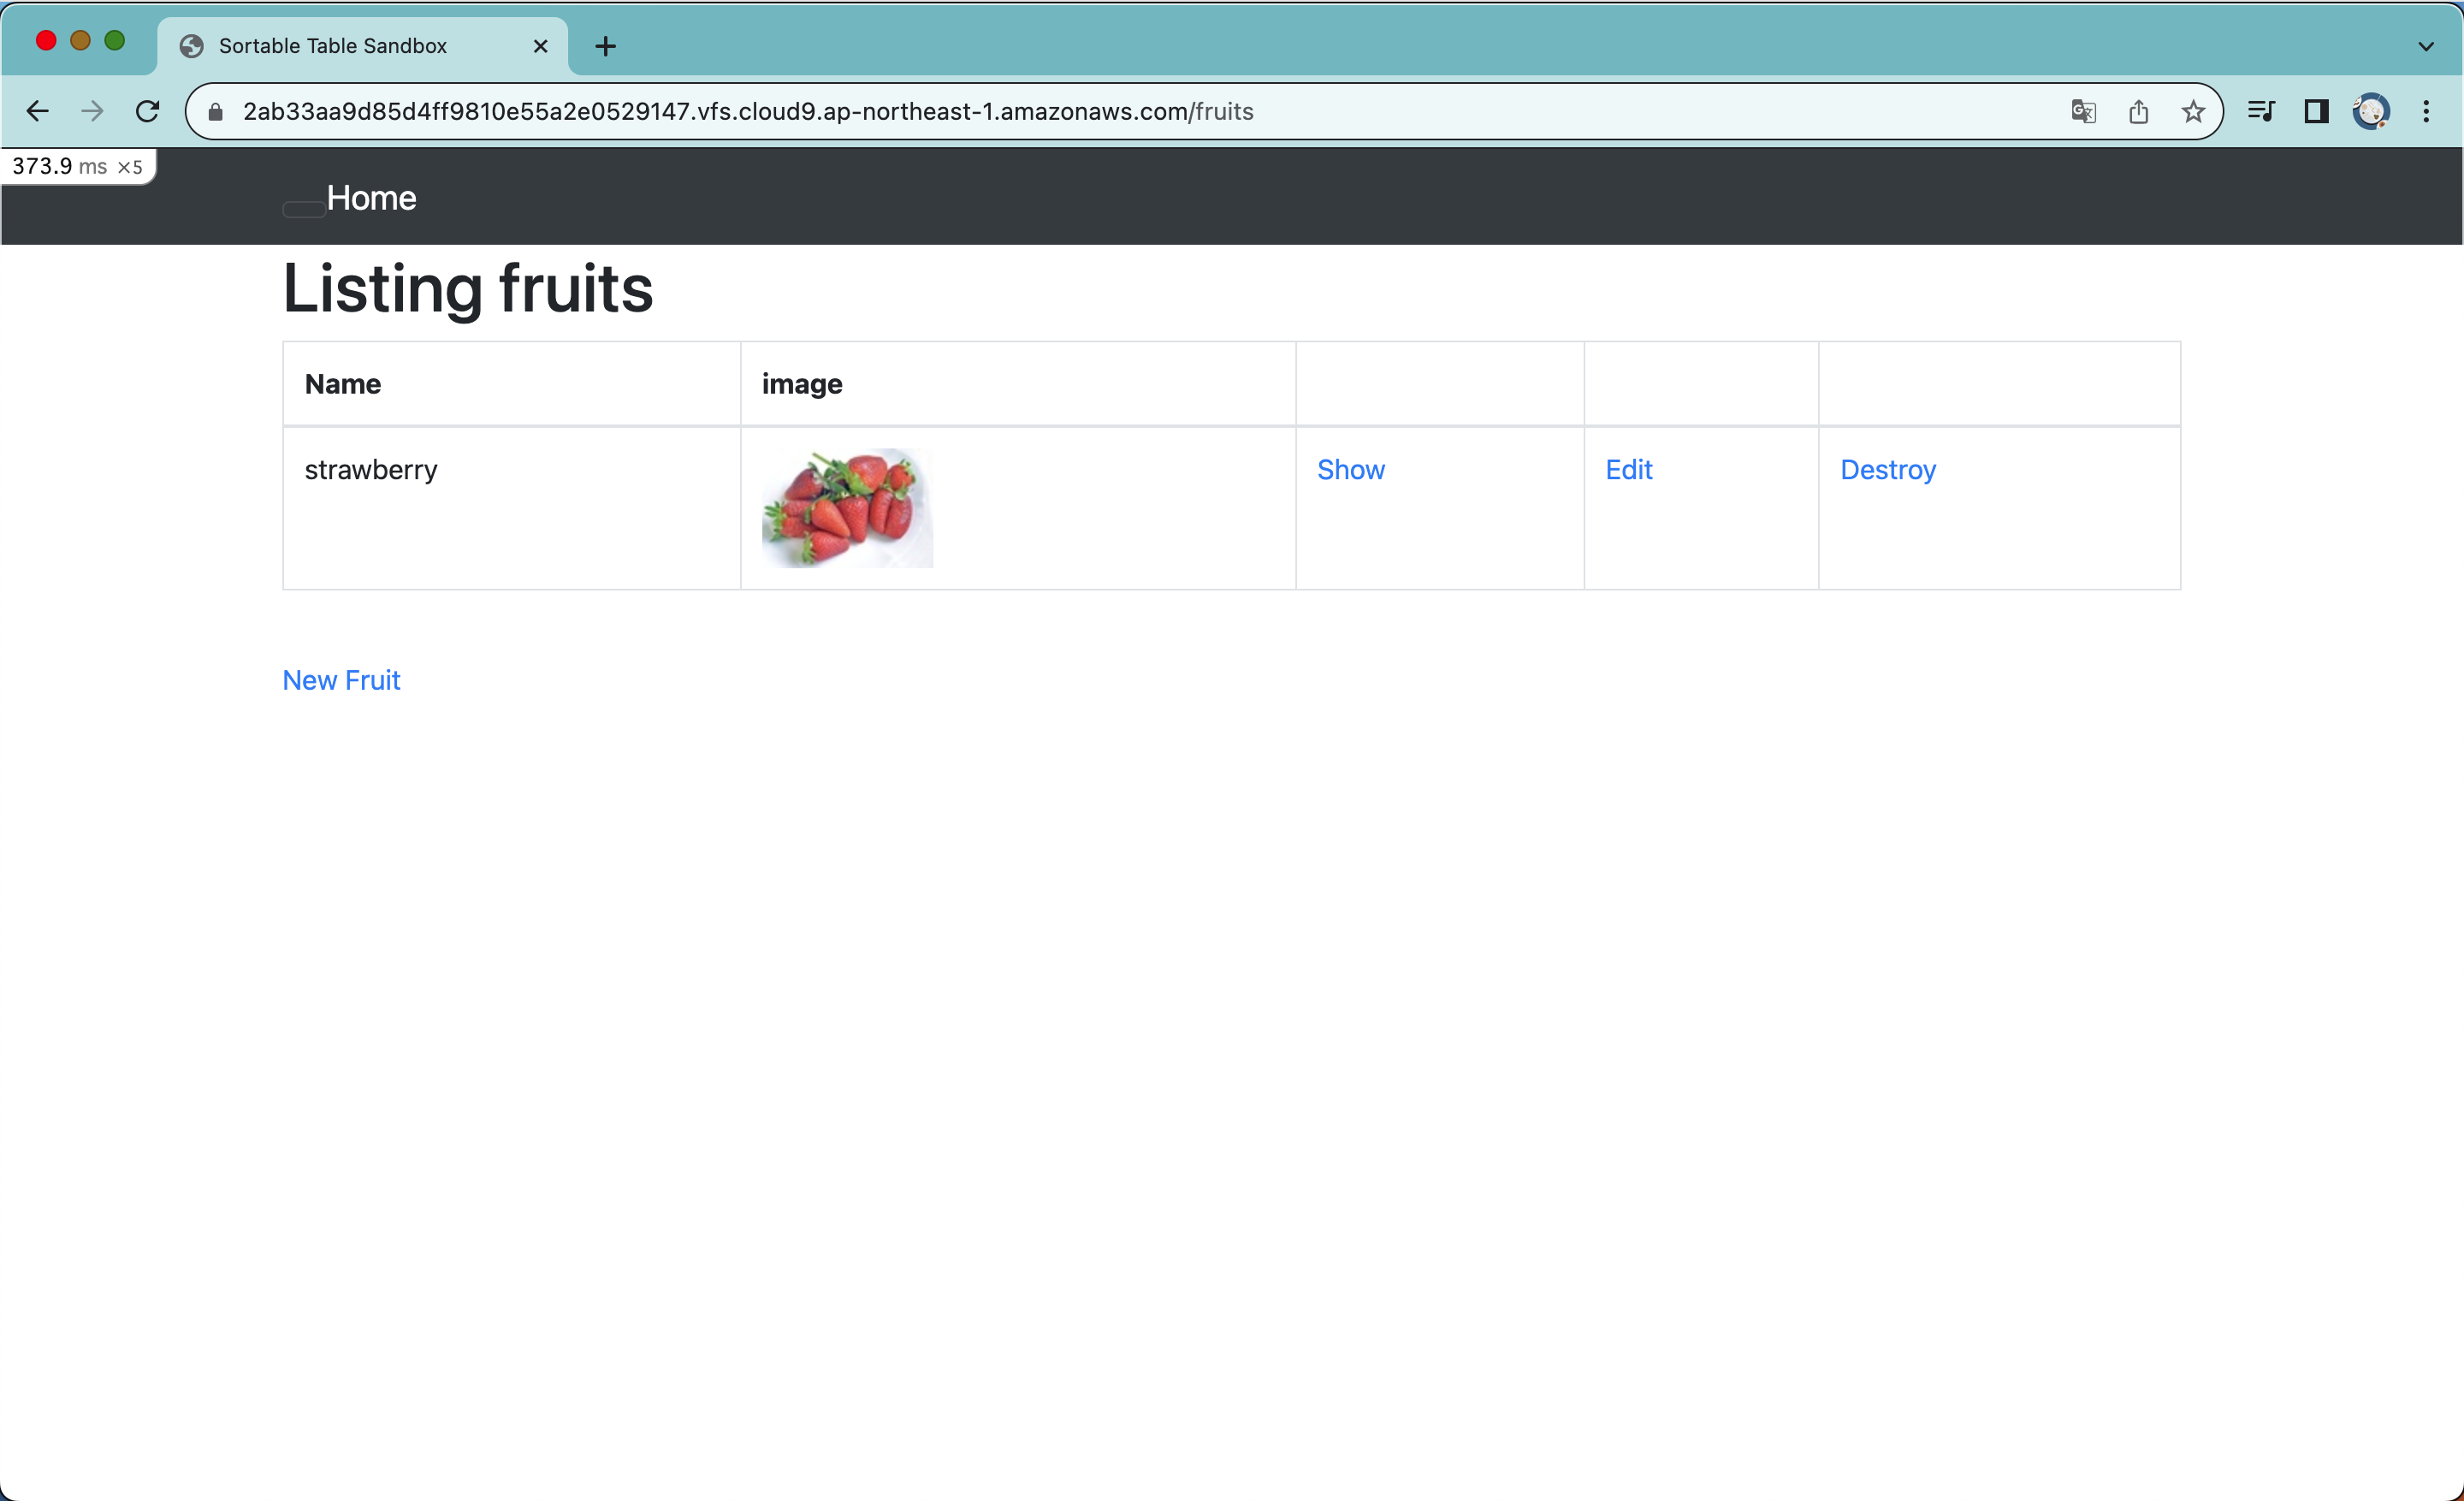 Sortable Table Sandbox
2ab33aa9d85d4ff9810e55a2e0529147.vfs.cloud9.ap-northeast-1.amazonaws.com/fruits
373.9 ms ×5
Home
Listing fruits
Name image
strawberry Show Edit Destroy
New Fruit